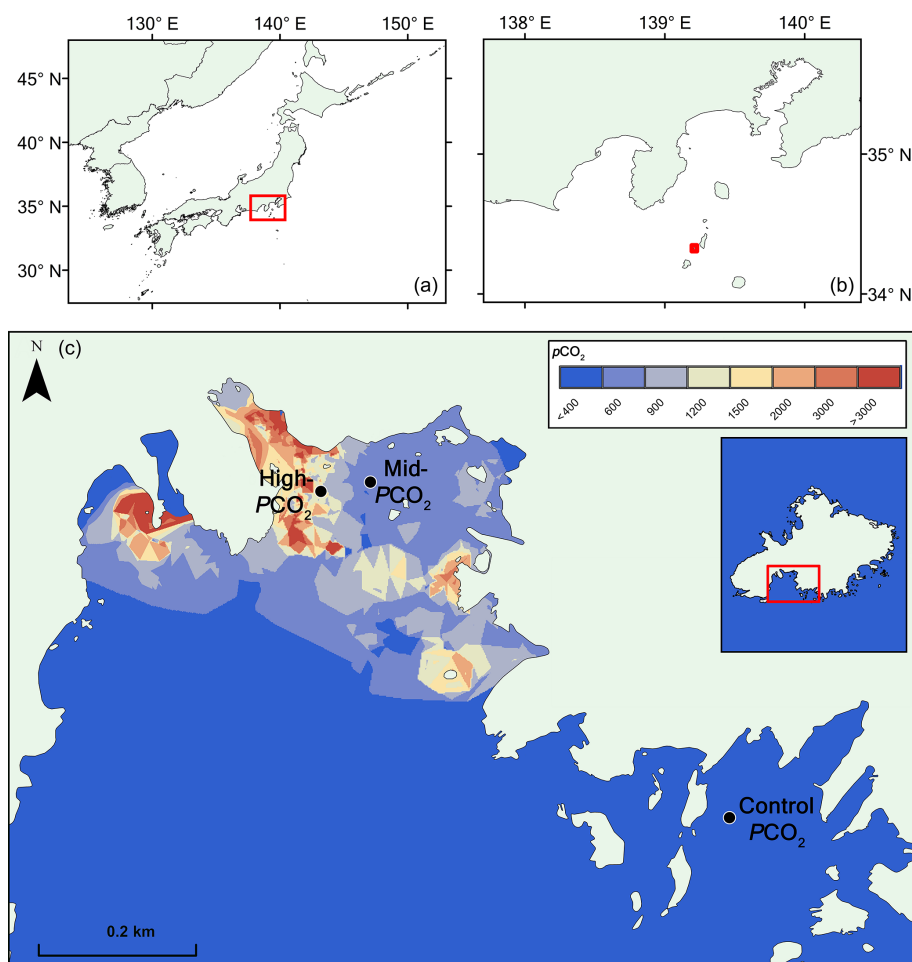 130° E 140° E 150° E
45° N
40° N
35° N
30° N
(a)
138° E 139° E 140° E
35° N
34° N
(b)
N
(c)
pCO₂
<400 600 900 1200 1500 2000 3000 >3000
High-
PCO₂
Mid-
PCO₂
Control
PCO₂
0.2 km